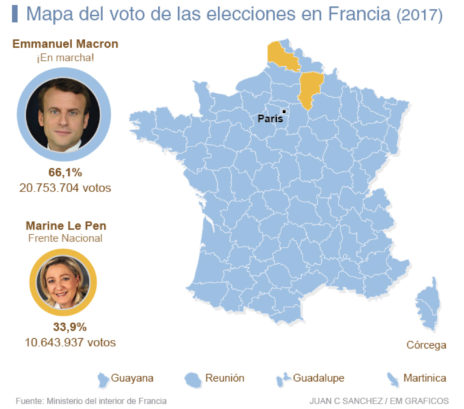 Mapa del voto de las elecciones en Francia (2017)
Emmanuel Macron
¡En marcha!
66,1%
20.753.704 votos
Marine Le Pen
Frente Nacional
33,9%
10.643.937 votos
París
Córcega
Guayana
Reunión
Guadalupe
Martinica
Fuente: Ministerio del interior de Francia
JUAN C SANCHEZ / EM GRAFICOS